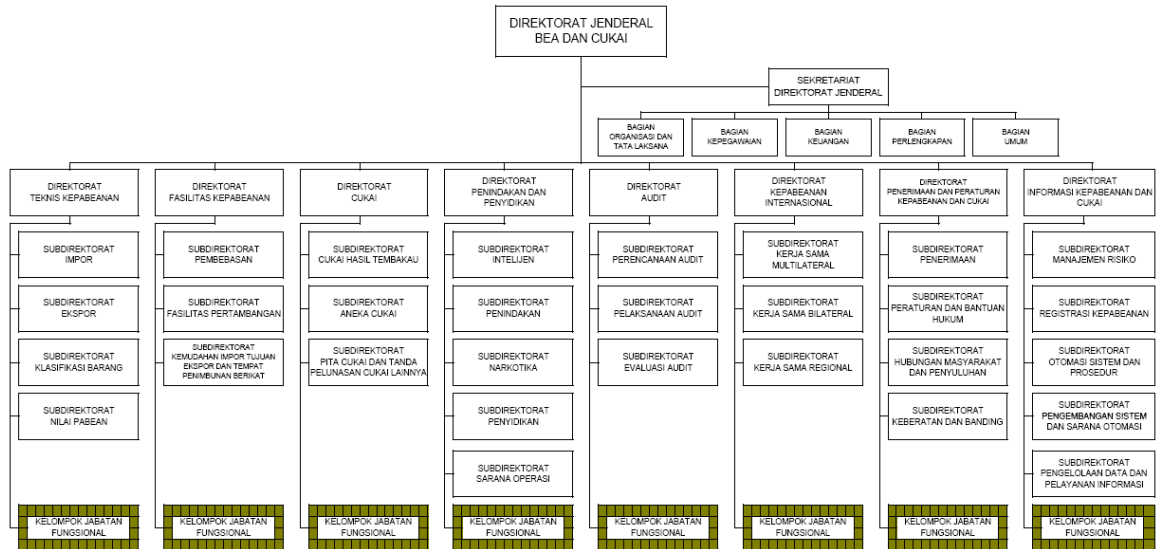 DIREKTORAT JENDERAL
BEA DAN CUKAI
SEKRETARIAT
DIREKTORAT JENDERAL
BAGIAN
ORGANISASI DAN
TATA LAKSANA
BAGIAN
KEPEGAWAIAN
BAGIAN
KEUANGAN
BAGIAN
PERLENGKAPAN
BAGIAN
UMUM
DIREKTORAT
TEKNIS KEPABEANAN
DIREKTORAT
FASILITAS KEPABEANAN
DIREKTORAT
CUKAI
DIREKTORAT
PENINDAKAN DAN
PENYIDIKAN
DIREKTORAT
AUDIT
DIREKTORAT
KEPABEANAN
INTERNASIONAL
DIREKTORAT
PENERIMAAN DAN PERATURAN
KEPABEANAN DAN CUKAI
DIREKTORAT
INFORMASI KEPABEANAN DAN
CUKAI
SUBDIREKTORAT
IMPOR
SUBDIREKTORAT
PEMBEBASAN
SUBDIREKTORAT
CUKAI HASIL TEMBAKAU
SUBDIREKTORAT
INTELIJEN
SUBDIREKTORAT
PERENCANAAN AUDIT
SUBDIREKTORAT
KERJA SAMA
MULTILATERAL
SUBDIREKTORAT
PENERIMAAN
SUBDIREKTORAT
MANAJEMEN RISIKO
SUBDIREKTORAT
EKSPOR
SUBDIREKTORAT
FASILITAS PERTAMBANGAN
SUBDIREKTORAT
ANEKA CUKAI
SUBDIREKTORAT
PENINDAKAN
SUBDIREKTORAT
PELAKSANAAN AUDIT
SUBDIREKTORAT
KERJA SAMA BILATERAL
SUBDIREKTORAT
PERATURAN DAN BANTUAN
HUKUM
SUBDIREKTORAT
REGISTRASI KEPABEANAN
SUBDIREKTORAT
KLASIFIKASI BARANG
SUBDIREKTORAT
KEMUDAHAN IMPOR TUJUAN
EKSPOR DAN TEMPAT
PENIMBUNAN BERIKAT
SUBDIREKTORAT
PITA CUKAI DAN TANDA
PELUNASAN CUKAI LAINNYA
SUBDIREKTORAT
NARKOTIKA
SUBDIREKTORAT
EVALUASI AUDIT
SUBDIREKTORAT
KERJA SAMA REGIONAL
SUBDIREKTORAT
HUBUNGAN MASYARAKAT
DAN PENYULUHAN
SUBDIREKTORAT
OTOMASI SISTEM DAN
PROSEDUR
SUBDIREKTORAT
NILAI PABEAN
SUBDIREKTORAT
PENYIDIKAN
SUBDIREKTORAT
KEBERATAN DAN BANDING
SUBDIREKTORAT
PENGEMBANGAN SISTEM
DAN SARANA OTOMASI
SUBDIREKTORAT
SARANA OPERASI
SUBDIREKTORAT
PENGELOLAAN DATA DAN
PELAYANAN INFORMASI
KELOMPOK JABATAN
FUNGSIONAL
KELOMPOK JABATAN
FUNGSIONAL
KELOMPOK JABATAN
FUNGSIONAL
KELOMPOK JABATAN
FUNGSIONAL
KELOMPOK JABATAN
FUNGSIONAL
KELOMPOK JABATAN
FUNGSIONAL
KELOMPOK JABATAN
FUNGSIONAL
KELOMPOK JABATAN
FUNGSIONAL